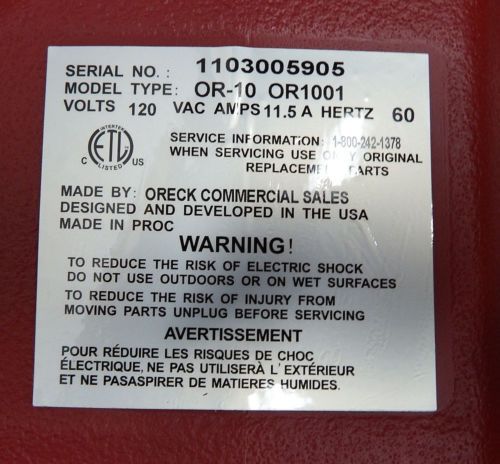 SERIAL NO. : 1103005905
MODEL TYPE: OR-10 OR1001
VOLTS 120 VAC AMPS 11.5 A HERTZ 60
INTERTEK
ETL
LISTED
C US
SERVICE INFORMATION: 1-800-242-1378
WHEN SERVICING USE ONLY ORIGINAL
REPLACEMENT PARTS
MADE BY: ORECK COMMERCIAL SALES
DESIGNED AND DEVELOPED IN THE USA
MADE IN PROC
WARNING!
TO REDUCE THE RISK OF ELECTRIC SHOCK
DO NOT USE OUTDOORS OR ON WET SURFACES
TO REDUCE THE RISK OF INJURY FROM
MOVING PARTS UNPLUG BEFORE SERVICING
AVERTISSEMENT
POUR RÉDUIRE LES RISQUES DE CHOC
ÉLECTRIQUE, NE PAS UTILISERÀ L'EXTÉRIEUR
ET NE PASASPIRER DE MATIERES HUMIDES.